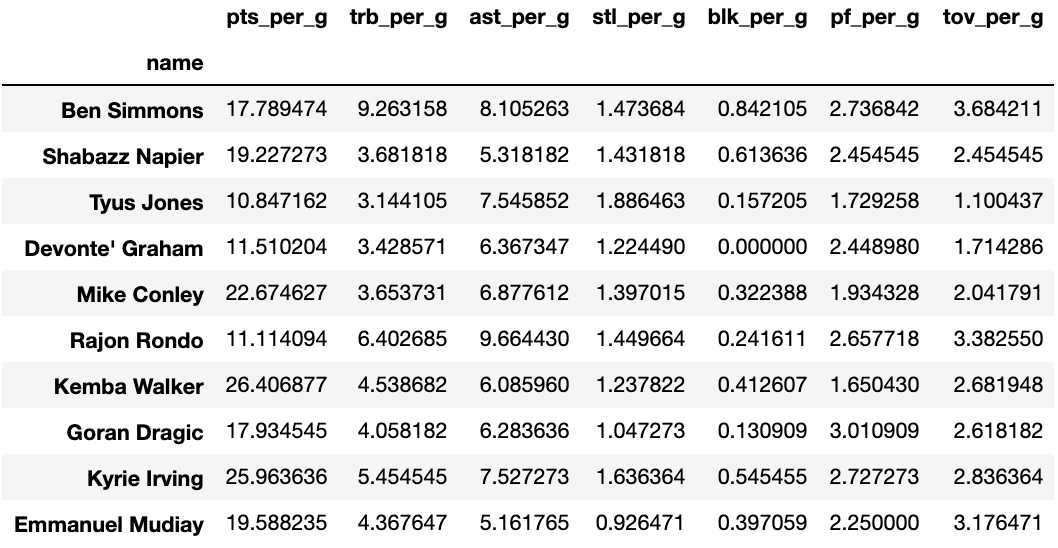 pts_per_g trb_per_g ast_per_g stl_per_g blk_per_g pf_per_g tov_per_g
name
Ben Simmons 17.789474 9.263158 8.105263 1.473684 0.842105 2.736842 3.684211
Shabazz Napier 19.227273 3.681818 5.318182 1.431818 0.613636 2.454545 2.454545
Tyus Jones 10.847162 3.144105 7.545852 1.886463 0.157205 1.729258 1.100437
Devonte' Graham 11.510204 3.428571 6.367347 1.224490 0.000000 2.448980 1.714286
Mike Conley 22.674627 3.653731 6.877612 1.397015 0.322388 1.934328 2.041791
Rajon Rondo 11.114094 6.402685 9.664430 1.449664 0.241611 2.657718 3.382550
Kemba Walker 26.406877 4.538682 6.085960 1.237822 0.412607 1.650430 2.681948
Goran Dragic 17.934545 4.058182 6.283636 1.047273 0.130909 3.010909 2.618182
Kyrie Irving 25.963636 5.454545 7.527273 1.636364 0.545455 2.727273 2.836364
Emmanuel Mudiay 19.588235 4.367647 5.161765 0.926471 0.397059 2.250000 3.176471